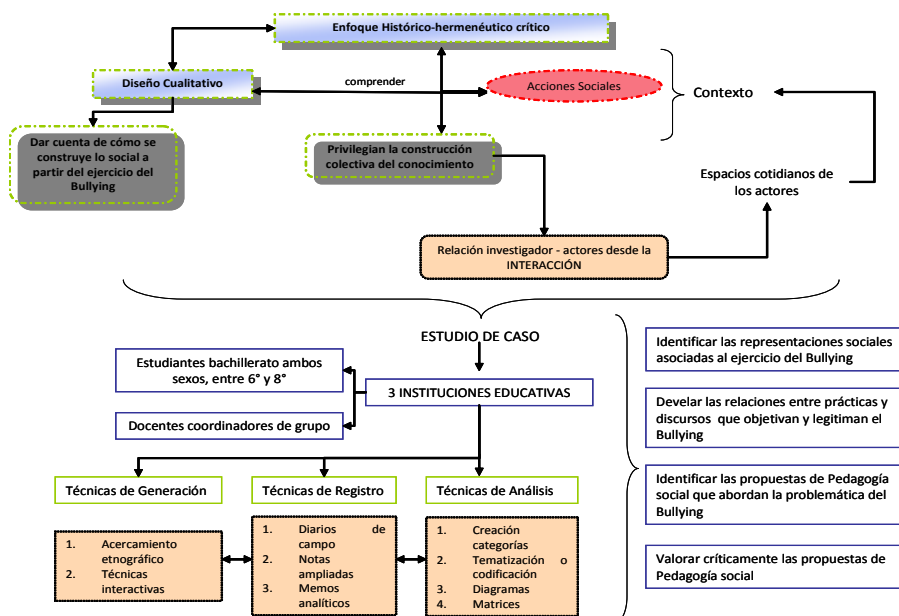 Enfoque Histórico-hermenéutico crítico
Diseño Cualitativo
comprender
Acciones Sociales
Contexto
Dar cuenta de cómo se
construye lo social a
partir del ejercicio del
Bullying
Privilegian la construcción
colectiva del conocimiento
Espacios cotidianos de
los actores
Relación investigador - actores desde la
INTERACCIÓN
ESTUDIO DE CASO
Estudiantes bachillerato ambos
sexos, entre 6° y 8°
3 INSTITUCIONES EDUCATIVAS
Docentes coordinadores de grupo
Técnicas de Generación
Técnicas de Registro
Técnicas de Análisis
1. Acercamiento
etnográfico
2. Técnicas
interactivas
1. Diarios de
campo
2. Notas
ampliadas
3. Memos
analíticos
1. Creación
categorías
2. Tematización o
codificación
3. Diagramas
4. Matrices
Identificar las representaciones sociales
asociadas al ejercicio del Bullying
Develar las relaciones entre prácticas y
discursos que objetivan y legitiman el
Bullying
Identificar las propuestas de Pedagogía
social que abordan la problemática del
Bullying
Valorar críticamente las propuestas de
Pedagogía social